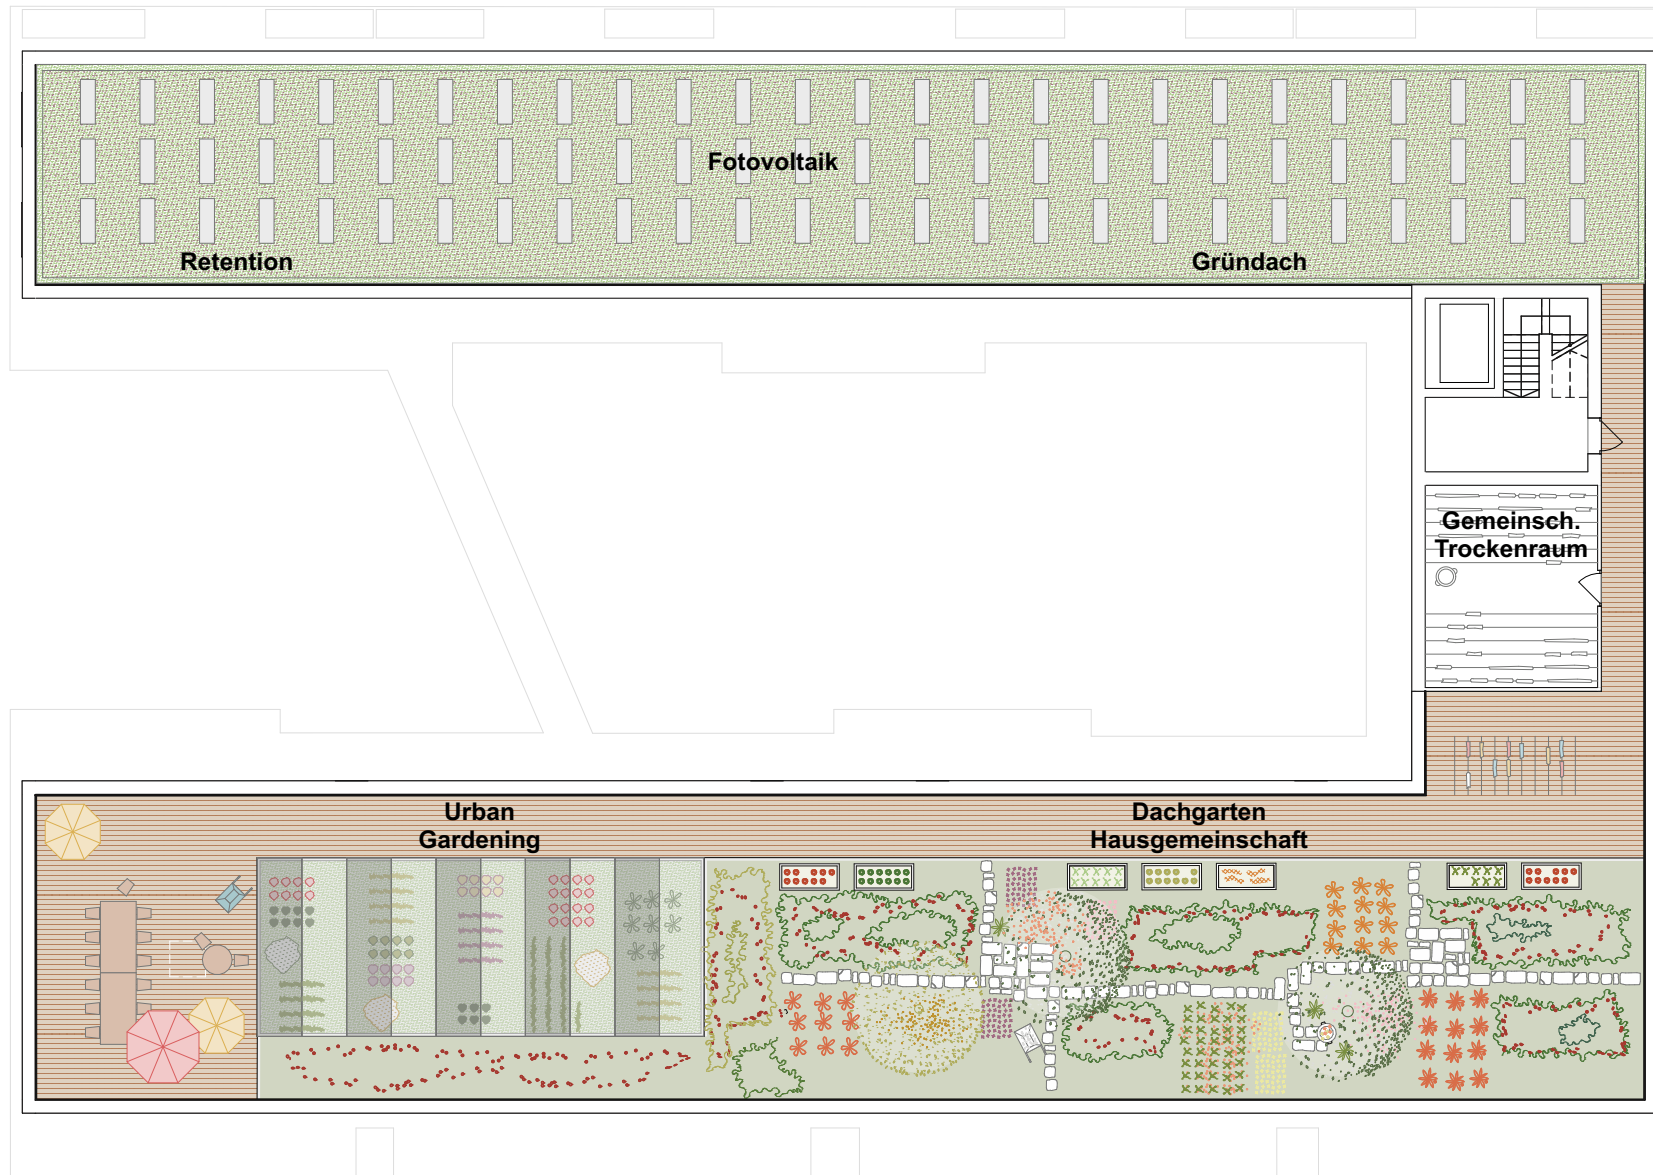 Fotovoltaik
Retention
Gründach
Gemeinsch.
Trockenraum
Urban
Gardening
Dachgarten
Hausgemeinschaft